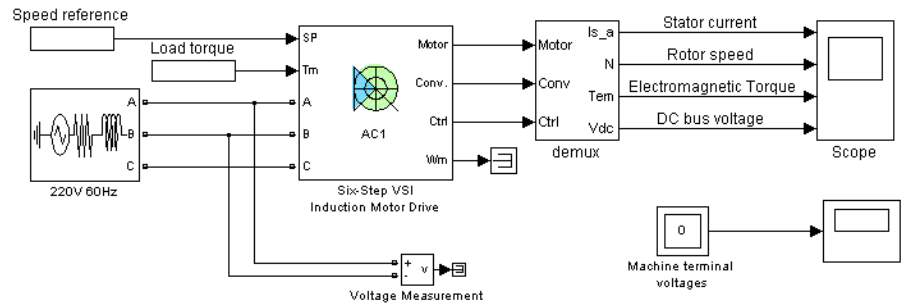 Speed reference
Load torque
SP
Tm
A
B
C
A
B
C
220V 60Hz
AC1
Motor
Conv.
Ctrl
Wm
Six-Step VSI
Induction Motor Drive
Motor
Conv
Ctrl
Is_a
N
Tem
Vdc
demux
Stator current
Rotor speed
Electromagnetic Torque
DC bus voltage
Scope
+
-
v
Voltage Measurement
0
Machine terminal
voltages